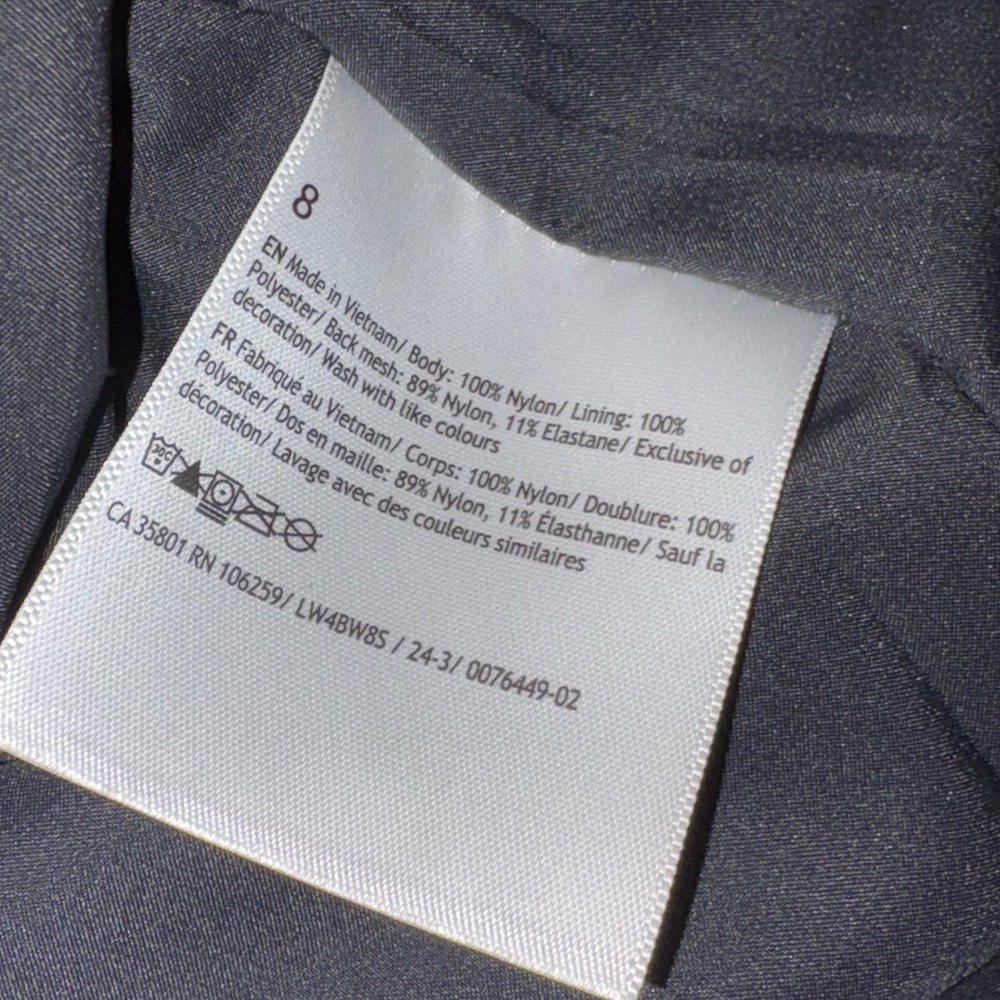 8
EN Made in Vietnam/ Body: 100% Nylon/ Lining: 100%
Polyester/ Back mesh: 89% Nylon, 11% Elastane/ Exclusive of
decoration/ Wash with like colours
FR Fabriqué au Vietnam/ Corps: 100% Nylon/ Doublure: 100%
Polyester/ Dos en maille: 89% Nylon, 11% Élasthanne/ Sauf la
décoration/ Lavage avec des couleurs similaires
30C
CA 35801 RN 106259/ LW4BW8S / 24-3/ 0076449-02